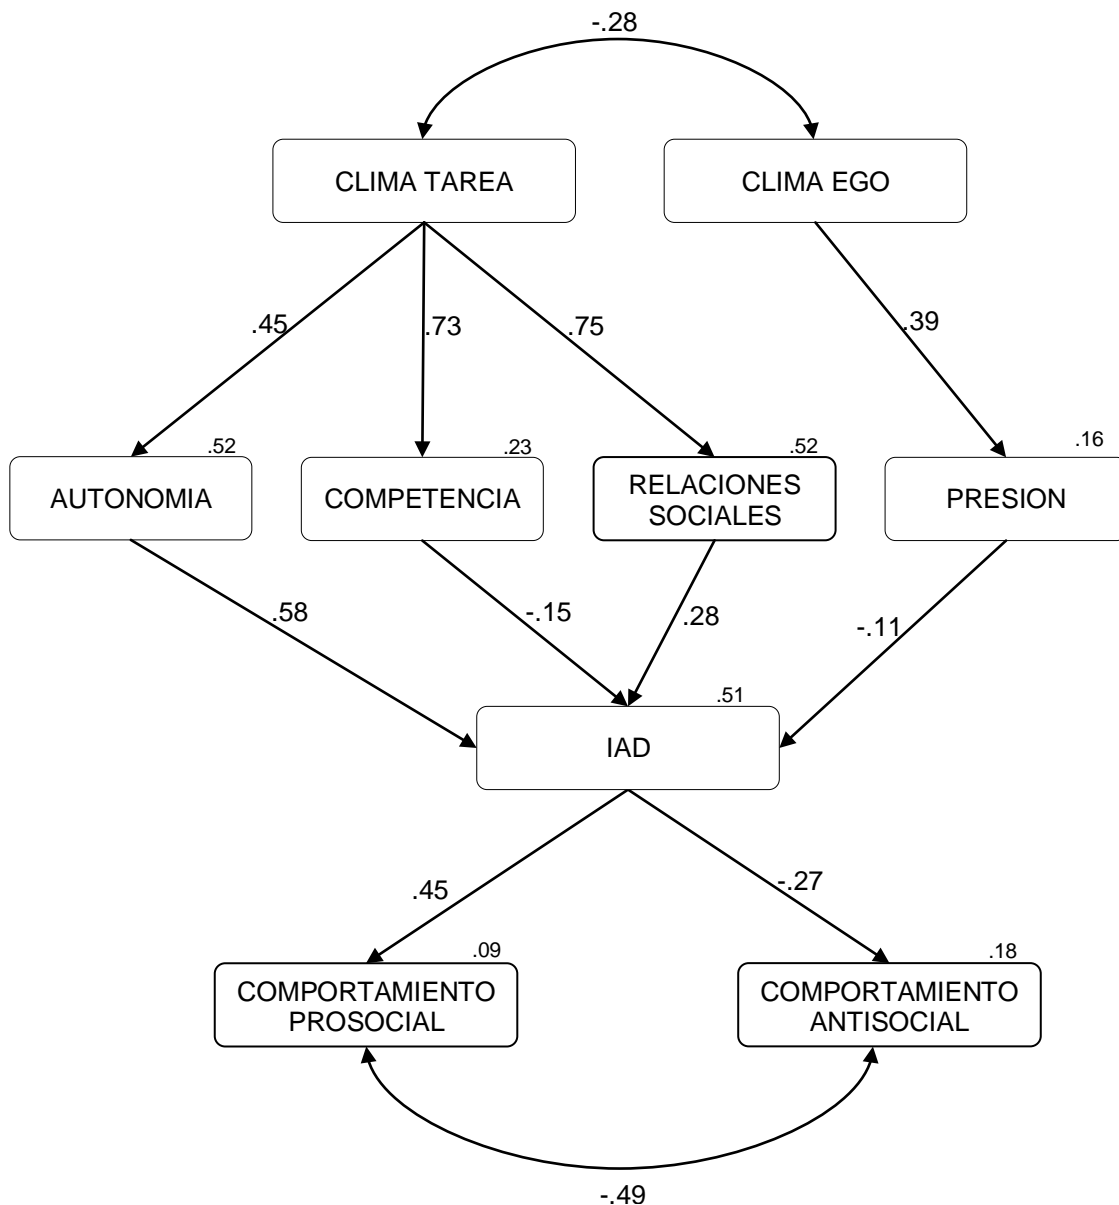 -.28
CLIMA TAREA
CLIMA EGO
.45
.73
.75
.39
.52
.23
.52
.16
AUTONOMIA
COMPETENCIA
RELACIONES
SOCIALES
PRESION
.58
-.15
.28
-.11
.51
IAD
.45
-.27
.09
.18
COMPORTAMIENTO
PROSOCIAL
COMPORTAMIENTO
ANTISOCIAL
-.49